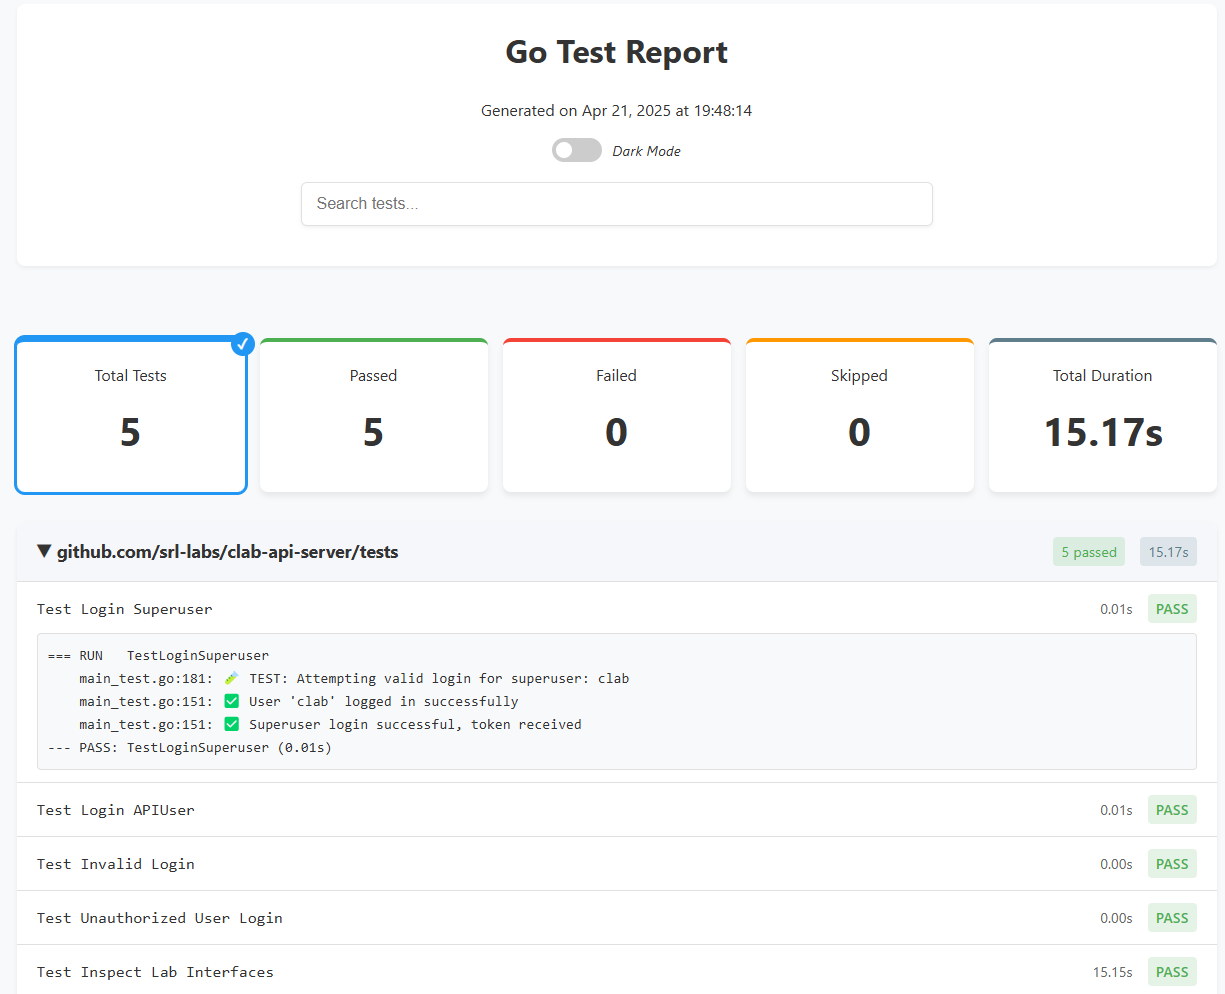 Go Test Report
Generated on Apr 21, 2025 at 19:48:14
Dark Mode
Search tests...
Total Tests
5
Passed
5
Failed
0
Skipped
0
Total Duration
15.17s
▼ github.com/srl-labs/clab-api-server/tests 5 passed 15.17s
Test Login Superuser 0.01s PASS
=== RUN   TestLoginSuperuser
    main_test.go:181: 🧪 TEST: Attempting valid login for superuser: clab
    main_test.go:151: ✅ User 'clab' logged in successfully
    main_test.go:151: ✅ Superuser login successful, token received
--- PASS: TestLoginSuperuser (0.01s)
Test Login APIUser 0.01s PASS
Test Invalid Login 0.00s PASS
Test Unauthorized User Login 0.00s PASS
Test Inspect Lab Interfaces 15.15s PASS